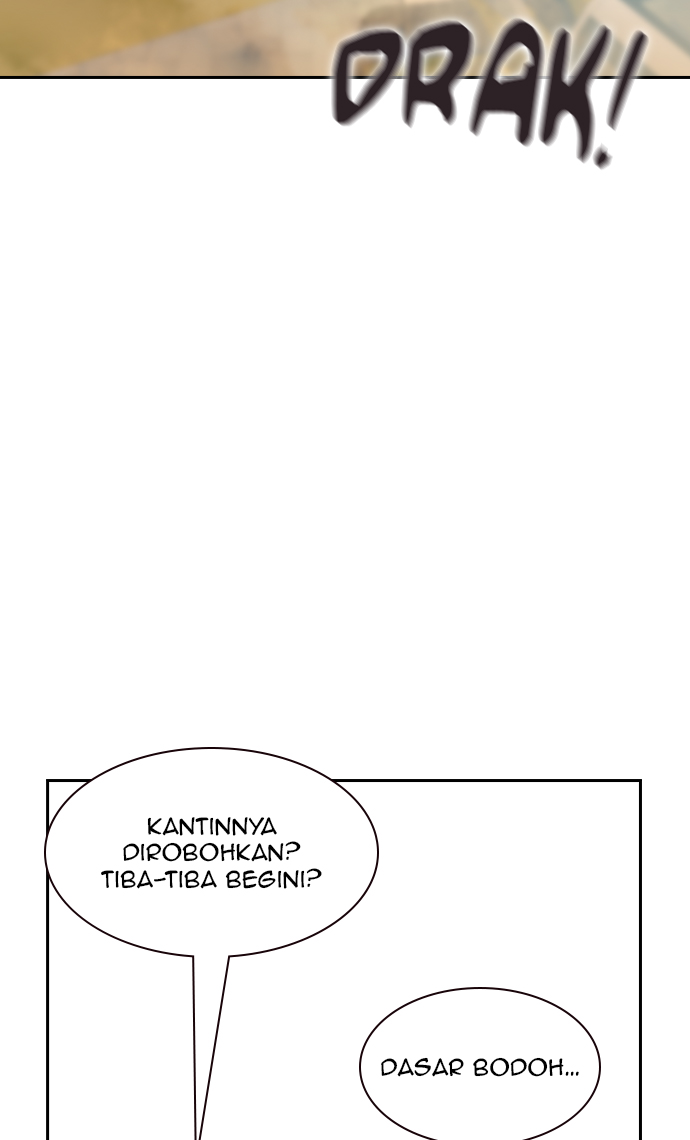 DRAK!
KANTINNYA
DIROBOHKAN?
TIBA-TIBA BEGINI?
DASAR BODOH...